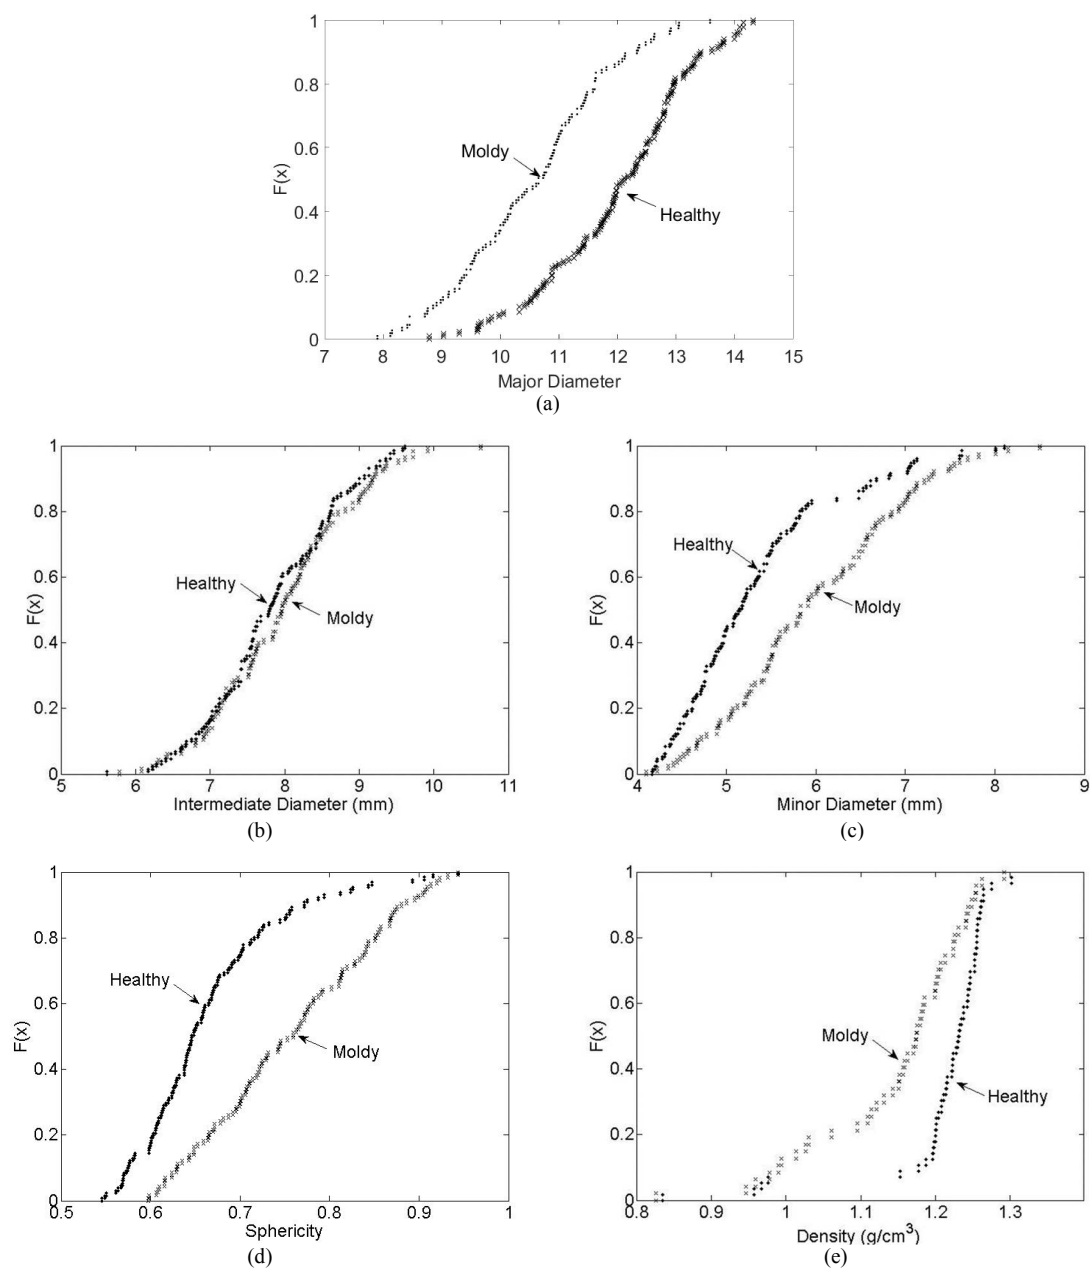 1
0.8
0.6
0.4
0.2
0
F(x)
Moldy
Healthy
7 8 9 10 11 12 13 14 15
Major Diameter
(a)
1
0.8
0.6
0.4
0.2
0
F(x)
Healthy
Moldy
5 6 7 8 9 10 11
Intermediate Diameter (mm)
(b)
1
0.8
0.6
0.4
0.2
0
F(x)
Healthy
Moldy
4 5 6 7 8 9
Minor Diameter (mm)
(c)
1
0.8
0.6
0.4
0.2
0
F(x)
Healthy
Moldy
0.5 0.6 0.7 0.8 0.9 1
Sphericity
(d)
1
0.8
0.6
0.4
0.2
0
F(x)
Moldy
Healthy
0.8 0.9 1 1.1 1.2 1.3
Density (g/cm³)
(e)